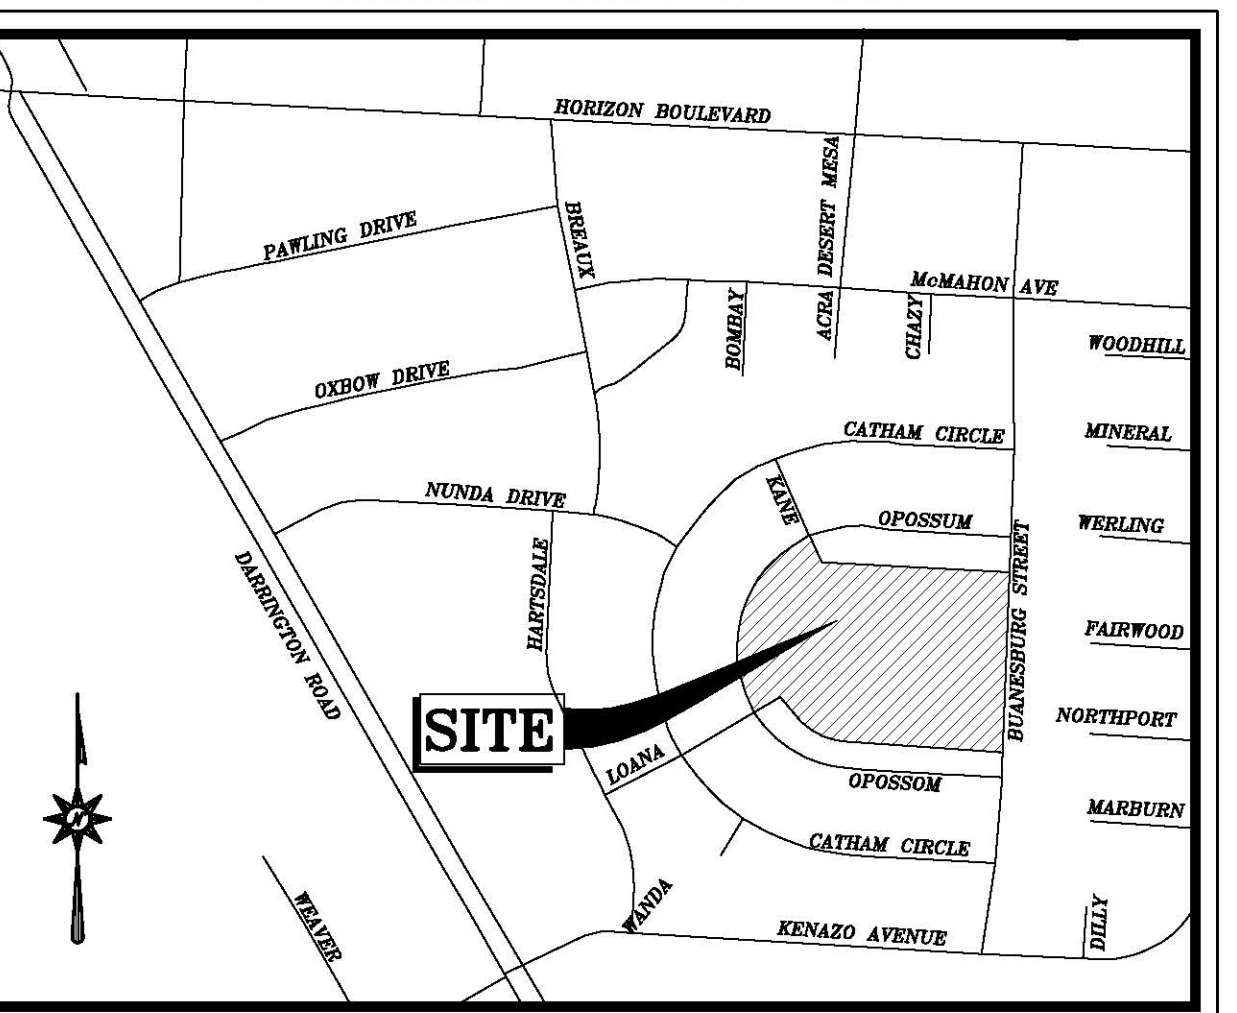 HORIZON BOULEVARD
ACRA DESERT MESA
BREAUX
PAWLING DRIVE
McMAHON AVE
BOMBAY
CHAZY
WOODHILL
OXBOW DRIVE
CATHAM CIRCLE
MINERAL
KANE
NUNDA DRIVE
OPOSSUM
WERLING
BUANESBURG STREET
HARTSDALE
DARRINGTON ROAD
FAIRWOOD
SITE
NORTHPORT
LOANA
OPOSSOM
MARBURN
N
CATHAM CIRCLE
WANDA
WEAVER
KENAZO AVENUE
DILLY